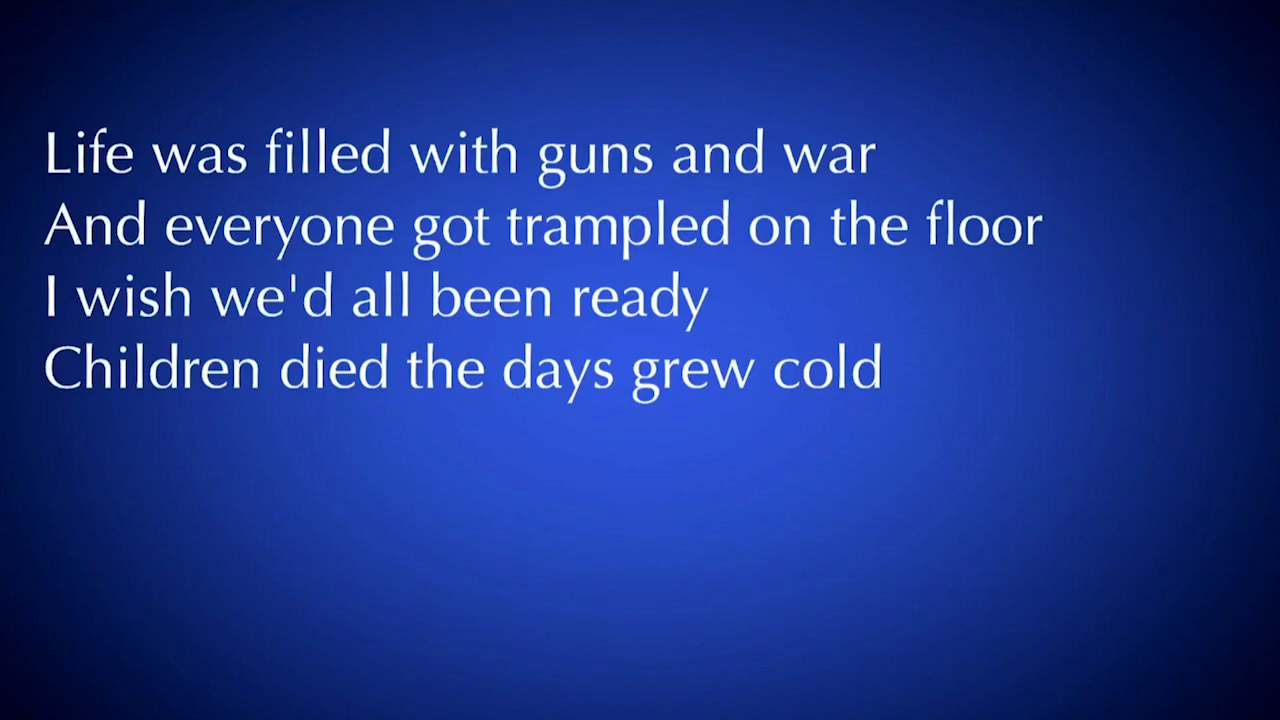 Life was filled with guns and war
And everyone got trampled on the floor
I wish we'd all been ready
Children died the days grew cold